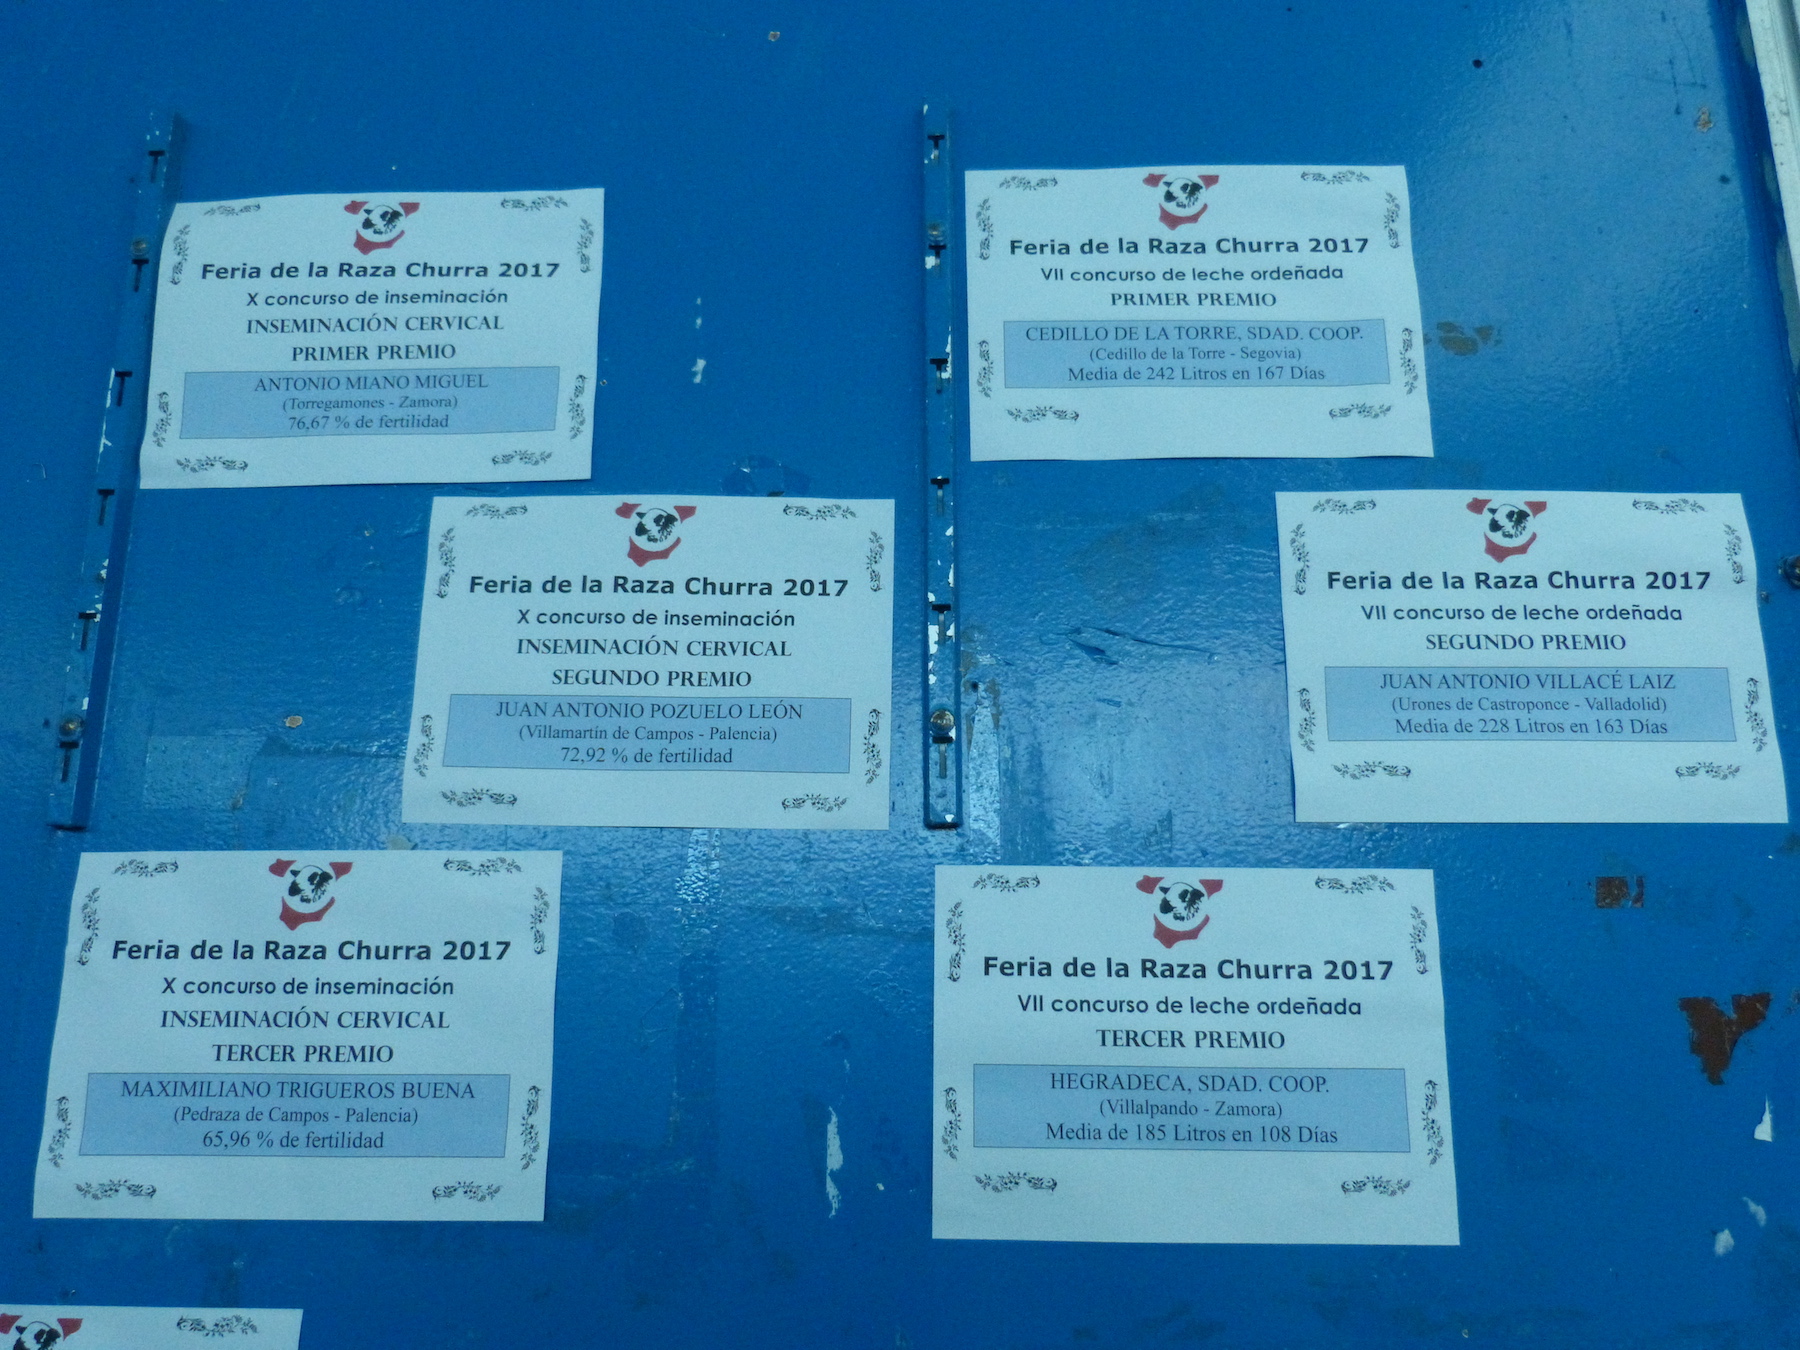 Feria de la Raza Churra 2017
X concurso de inseminación
INSEMINACIÓN CERVICAL
PRIMER PREMIO
ANTONIO MIANO MIGUEL
(Torregamones - Zamora)
76,67 % de fertilidad
Feria de la Raza Churra 2017
VII concurso de leche ordeñada
PRIMER PREMIO
CEDILLO DE LA TORRE, SDAD. COOP.
(Cedillo de la Torre - Segovia)
Media de 242 Litros en 167 Días
Feria de la Raza Churra 2017
X concurso de inseminación
INSEMINACIÓN CERVICAL
SEGUNDO PREMIO
JUAN ANTONIO POZUELO LEÓN
(Villamartín de Campos - Palencia)
72,92 % de fertilidad
Feria de la Raza Churra 2017
VII concurso de leche ordeñada
SEGUNDO PREMIO
JUAN ANTONIO VILLACÉ LAIZ
(Urones de Castroponce - Valladolid)
Media de 228 Litros en 163 Días
Feria de la Raza Churra 2017
X concurso de inseminación
INSEMINACIÓN CERVICAL
TERCER PREMIO
MAXIMILIANO TRIGUEROS BUENA
(Pedraza de Campos - Palencia)
65,96 % de fertilidad
Feria de la Raza Churra 2017
VII concurso de leche ordeñada
TERCER PREMIO
HEGRADECA, SDAD. COOP.
(Villalpando - Zamora)
Media de 185 Litros en 108 Días